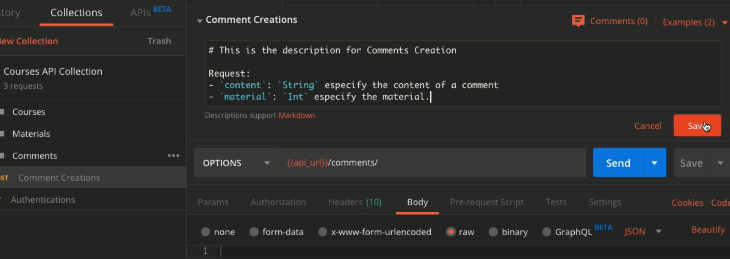 story Collections APIs BETA
New Collection Trash
Courses API Collection
3 requests
Courses
Materials
Comments
OST Comment Creations
Authentications
Comment Creations Comments (0) Examples (2)
# This is the description for Comments Creation
Request:
- `content`: `String` especify the content of a comment
- `material`: `Int` especify the material.
Descriptions support Markdown
Cancel Save
OPTIONS {{api_url}}/comments/ Send Save
Params Authorization Headers (10) Body Pre-request Script Tests Settings Cookies Code
none form-data x-www-form-urlencoded raw binary GraphQL BETA JSON Beautify
1